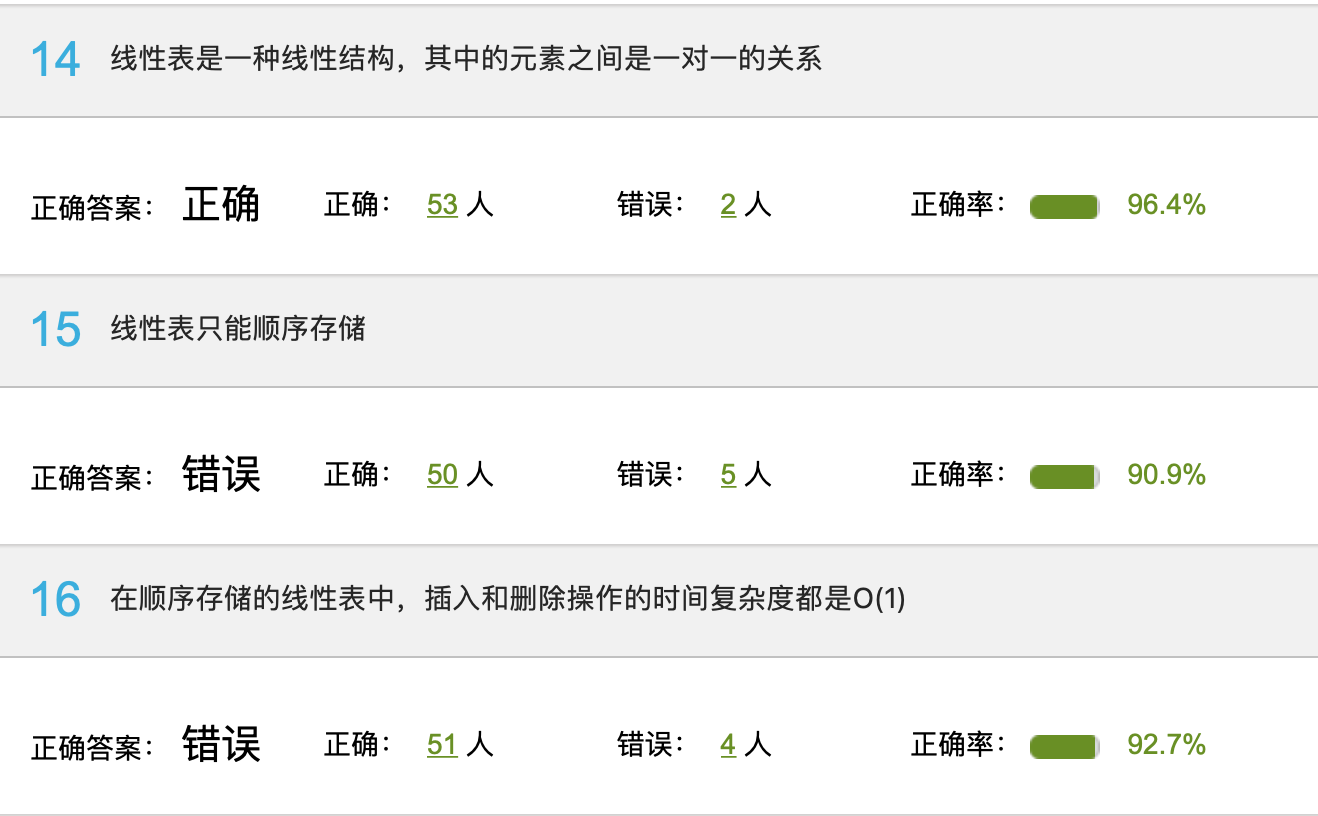 14 线性表是一种线性结构，其中的元素之间是一对一的关系
正确答案： 正确 正确： 53 人 错误： 2 人 正确率： 96.4%
15 线性表只能顺序存储
正确答案： 错误 正确： 50 人 错误： 5 人 正确率： 90.9%
16 在顺序存储的线性表中，插入和删除操作的时间复杂度都是O(1)
正确答案： 错误 正确： 51 人 错误： 4 人 正确率： 92.7%